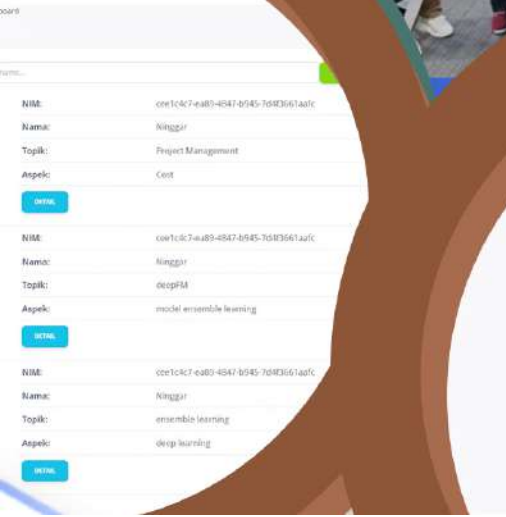 board
name...
NIM: cee1c4c7-ea89-4847-b945-7d4f3661aafc
Nama: Ninggar
Topik: Project Management
Aspek: Cost
DETAIL
NIM: cee1c4c7-ea89-4847-b945-7d4f3661aafc
Nama: Ninggar
Topik: deepFM
Aspek: model ensemble learning
DETAIL
NIM: cee1c4c7-ea89-4847-b945-7d4f3661aafc
Nama: Ninggar
Topik: ensemble learning
Aspek: deep learning
DETAIL